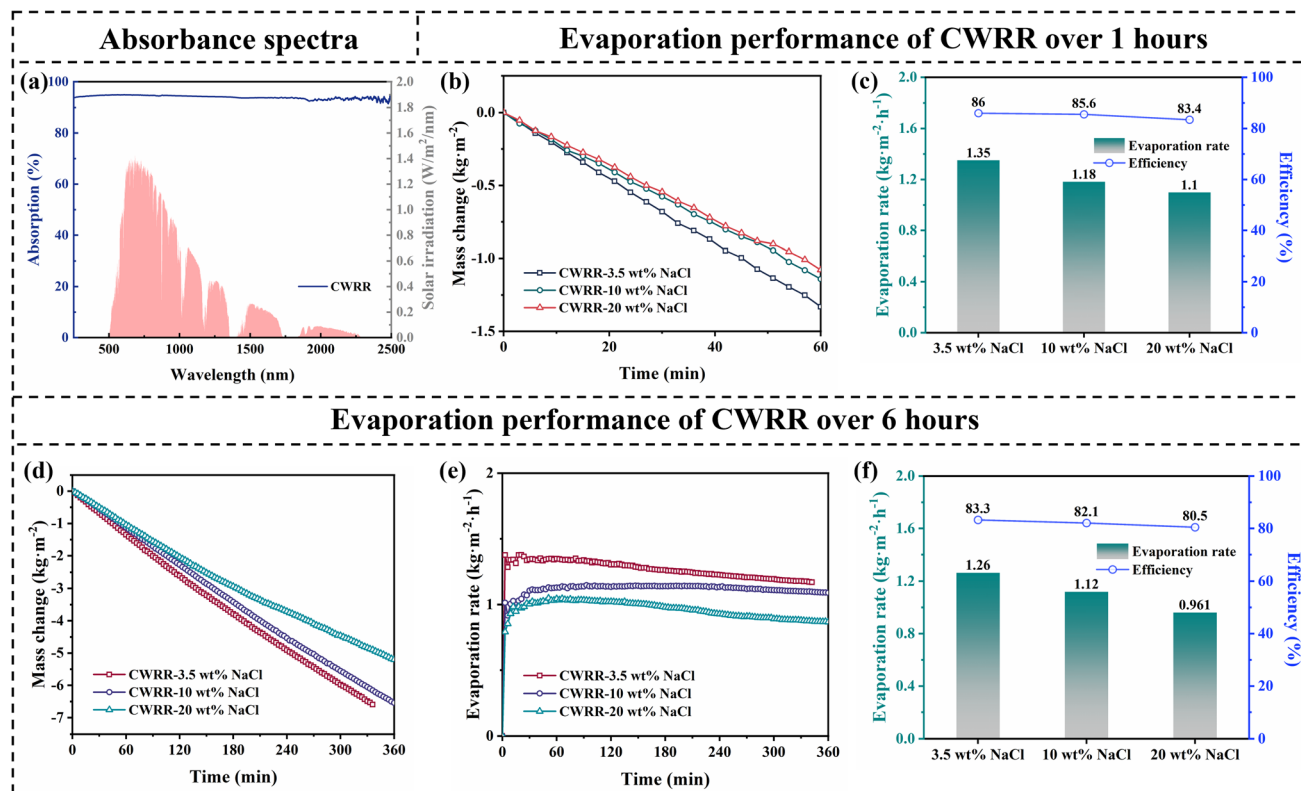 Absorbance spectra
Evaporation performance of CWRR over 1 hours
(a)
100
80
60
40
20
0
Absorption (%)
2.0
1.8
1.6
1.4
1.2
1.0
0.8
0.6
0.4
0.2
0.0
Solar irradiation (W/m²/nm)
CWRR
500
1000
1500
2000
2500
Wavelength (nm)
(b)
0.0
-0.5
-1.0
-1.5
Mass change (kg·m⁻²)
CWRR-3.5 wt% NaCl
CWRR-10 wt% NaCl
CWRR-20 wt% NaCl
0
20
40
60
Time (min)
(c)
2.0
1.6
1.2
0.4
0.0
Evaporation rate (kg·m⁻²·h⁻¹)
86
85.6
83.4
Evaporation rate
Efficiency
1.35
1.18
1.1
100
80
60
40
20
0
Efficiency (%)
3.5 wt% NaCl
10 wt% NaCl
20 wt% NaCl
Evaporation performance of CWRR over 6 hours
(d)
0
-1
-2
-3
-4
-5
-6
-7
Mass change (kg·m⁻²)
CWRR-3.5 wt% NaCl
CWRR-10 wt% NaCl
CWRR-20 wt% NaCl
0
60
120
180
240
300
360
Time (min)
(e)
2
1
0
Evaporation rate (kg·m⁻²·h⁻¹)
CWRR-3.5 wt% NaCl
CWRR-10 wt% NaCl
CWRR-20 wt% NaCl
0
60
120
180
240
300
360
Time (min)
(f)
2.0
1.6
1.2
0.8
0.4
0.0
Evaporation rate (kg·m⁻²·h⁻¹)
83.3
82.1
80.5
Evaporation rate
Efficiency
1.26
1.12
0.961
100
80
60
40
20
0
Efficiency (%)
3.5 wt% NaCl
10 wt% NaCl
20 wt% NaCl